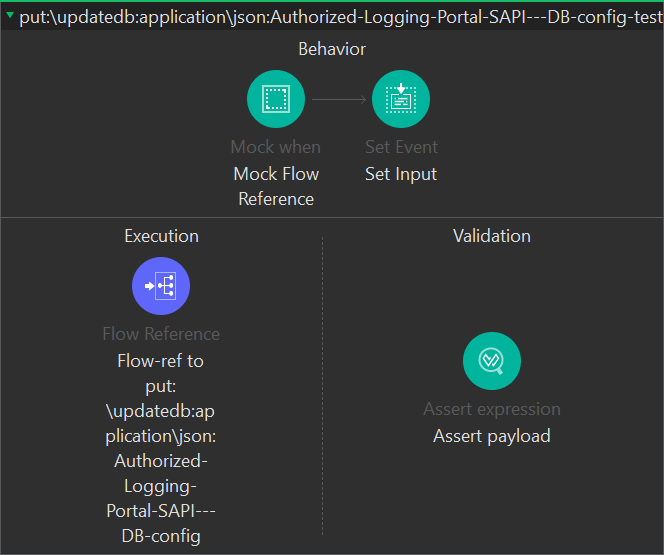 put:\updatedb:application\json:Authorized-Logging-Portal-SAPI---DB-config-test
Behavior
Mock when
Set Event
Mock Flow
Reference
Set Input
Execution
Validation
Flow Reference
Flow-ref to
put:
\updatedb:ap
plication\json:
Authorized-
Logging-
Portal-SAPI---
DB-config
Assert expression
Assert payload